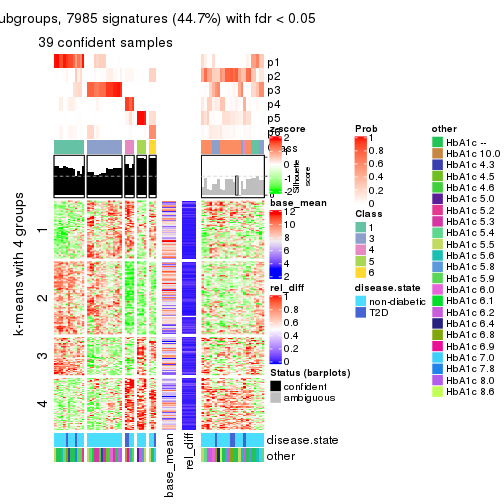 ubgroups, 7985 signatures (44.7%) with fdr < 0.05
39 confident samples
p1
p2
p3
p4
p5
Silhouette
score
k-means with 4 groups
1
2
3
4
base_mean
rel_diff
disease.state
other
z-score
2
1
0
-1
-2
base_mean
12
10
8
6
4
2
rel_diff
1
0.8
0.6
0.4
0.2
0
Status (barplots)
confident
ambiguous
Prob
1
0.8
0.6
0.4
0.2
0
Class
1
3
4
5
6
disease.state
non-diabetic
T2D
other
HbA1c --
HbA1c 10.0
HbA1c 4.3
HbA1c 4.5
HbA1c 4.6
HbA1c 5.0
HbA1c 5.2
HbA1c 5.3
HbA1c 5.4
HbA1c 5.5
HbA1c 5.6
HbA1c 5.8
HbA1c 5.9
HbA1c 6.0
HbA1c 6.1
HbA1c 6.2
HbA1c 6.4
HbA1c 6.8
HbA1c 6.9
HbA1c 7.0
HbA1c 7.8
HbA1c 8.0
HbA1c 8.6